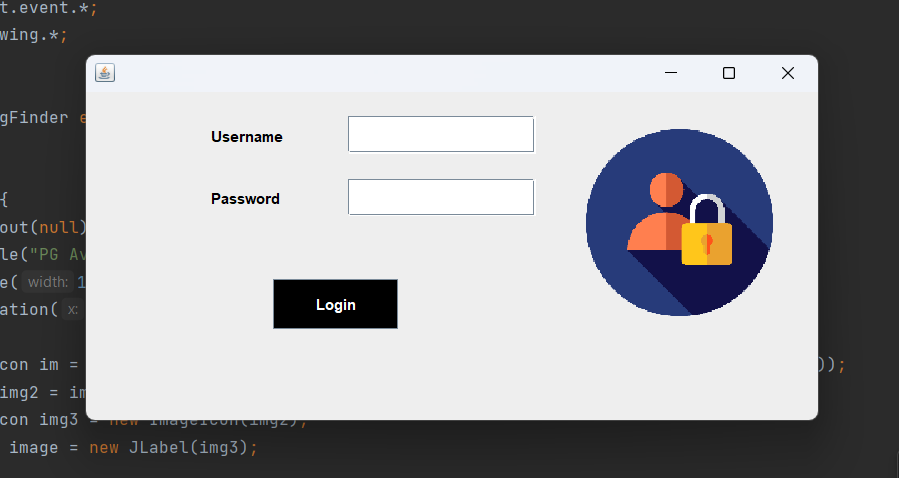 t.event.*;
wing.*;
gFinder e
Username
Password
{
out(null)
le("PG Av
e( width: 1
ation( x:
Login
con im = ));
img2 = im
con img3 = new ImageIcon(img2);
image = new JLabel(img3);